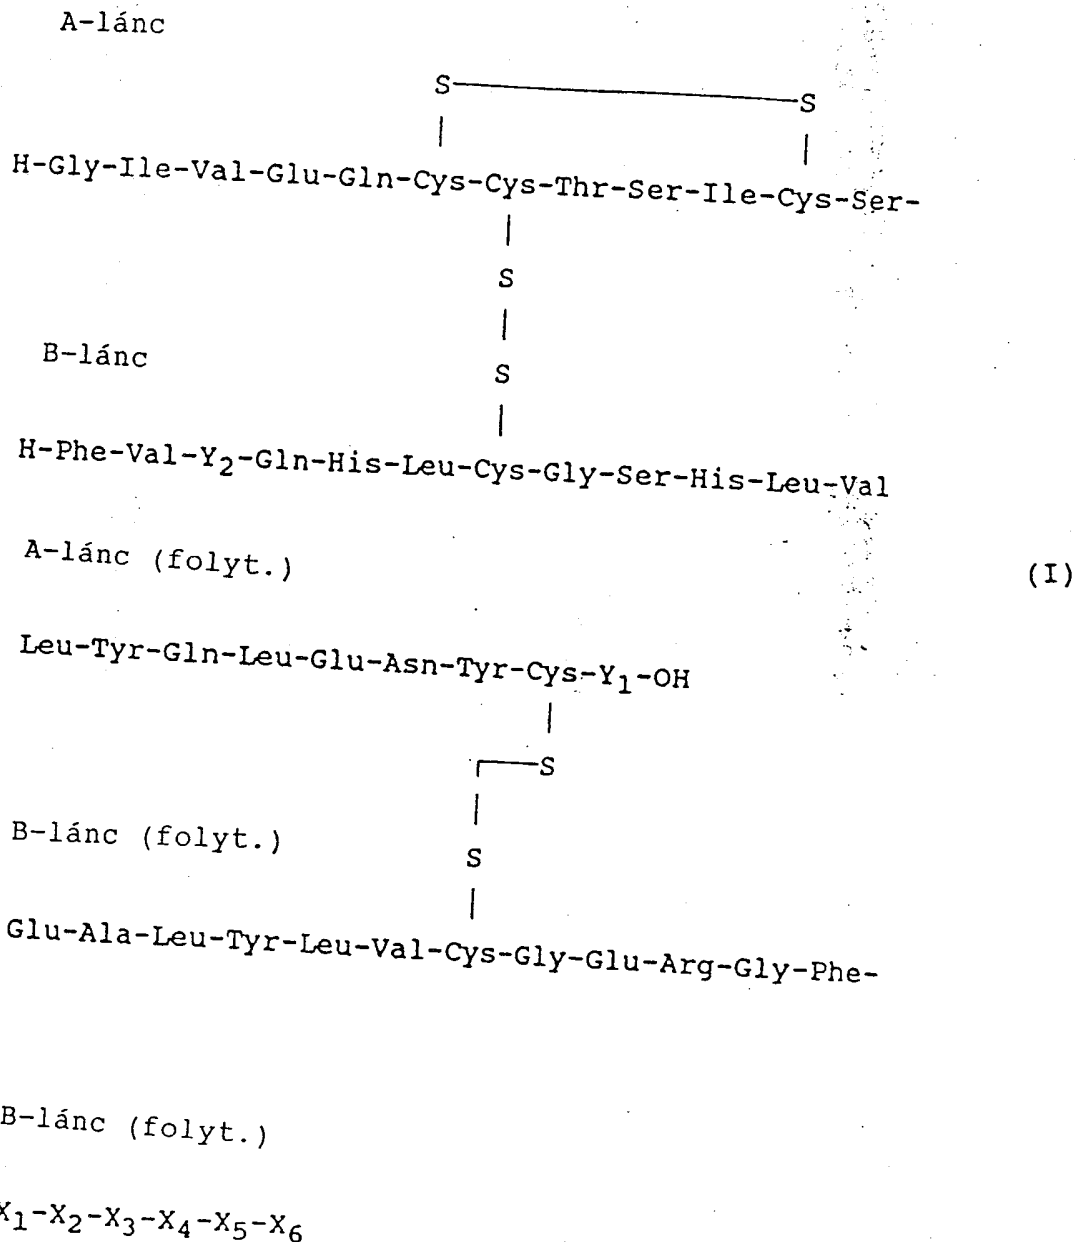 A-lánc
S S
H-Gly-Ile-Val-Glu-Gln-Cys-Cys-Thr-Ser-Ile-Cys-Ser-
S
B-lánc
S
H-Phe-Val-Y₂-Gln-His-Leu-Cys-Gly-Ser-His-Leu-Val
A-lánc (folyt.)
(I)
Leu-Tyr-Gln-Leu-Glu-Asn-Tyr-Cys-Y₁-OH
S
B-lánc (folyt.)
S
Glu-Ala-Leu-Tyr-Leu-Val-Cys-Gly-Glu-Arg-Gly-Phe-
B-lánc (folyt.)
X₁-X₂-X₃-X₄-X₅-X₆